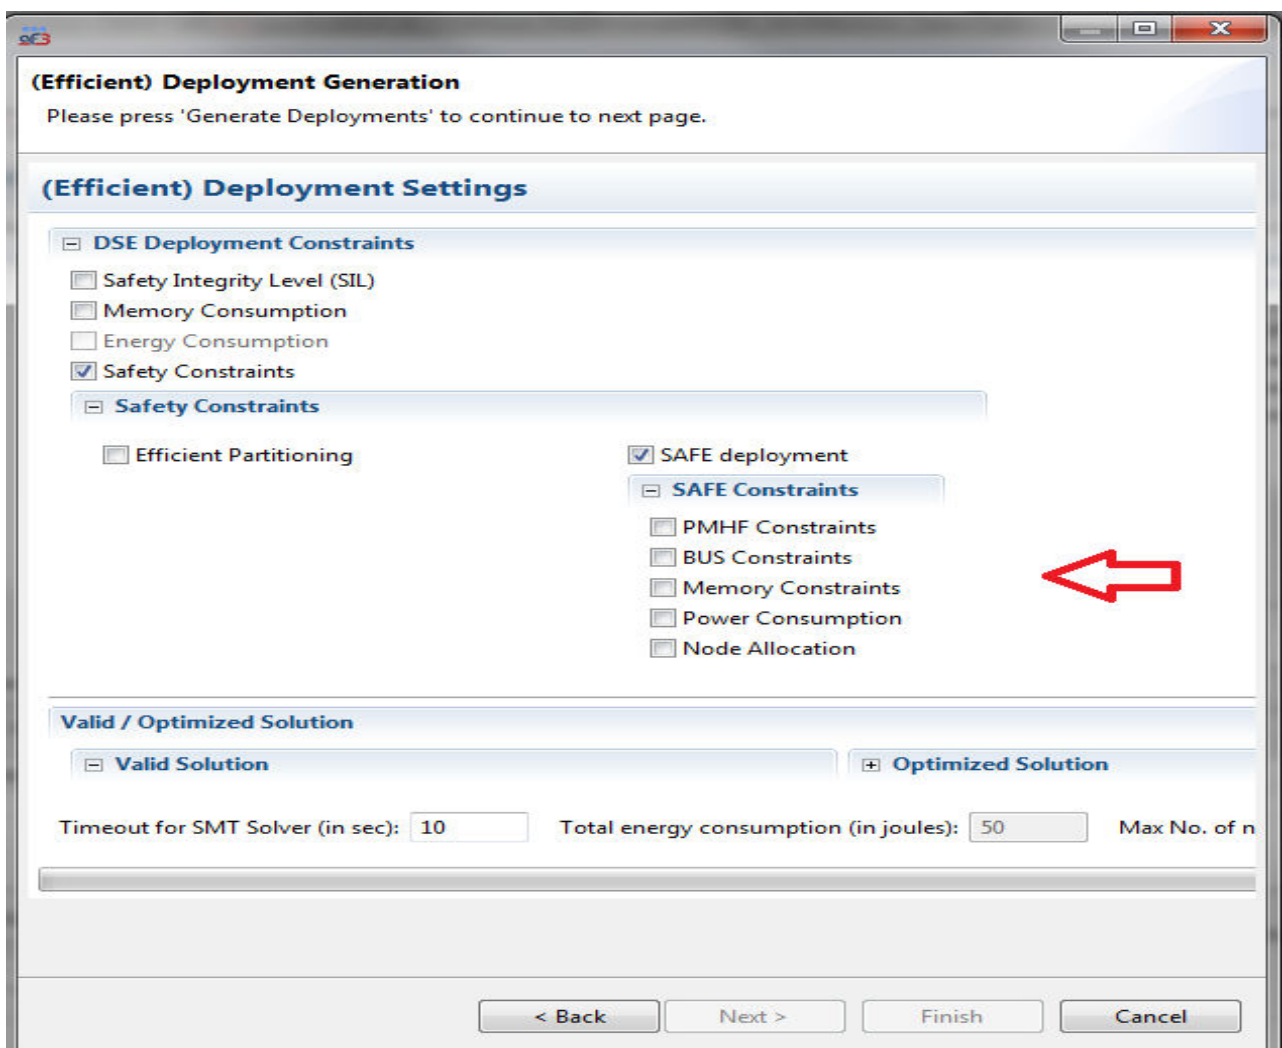 (Efficient) Deployment Generation
Please press 'Generate Deployments' to continue to next page.
(Efficient) Deployment Settings
DSE Deployment Constraints
Safety Integrity Level (SIL)
Memory Consumption
Energy Consumption
Safety Constraints
Safety Constraints
Efficient Partitioning
SAFE deployment
SAFE Constraints
PMHF Constraints
BUS Constraints
Memory Constraints
Power Consumption
Node Allocation
Valid / Optimized Solution
Valid Solution
Optimized Solution
Timeout for SMT Solver (in sec): 10 Total energy consumption (in joules): 50 Max No. of n
< Back Next > Finish Cancel